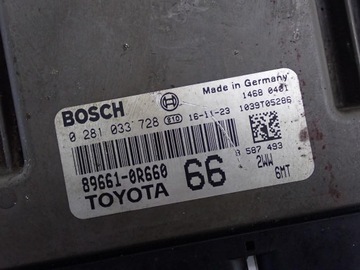 BOSCH
Made in Germany
1468 0401
0 281 033 728 S10 16-11-23 1039T05286
89661-0R660 66
587 493
TOYOTA
2WW
6MT